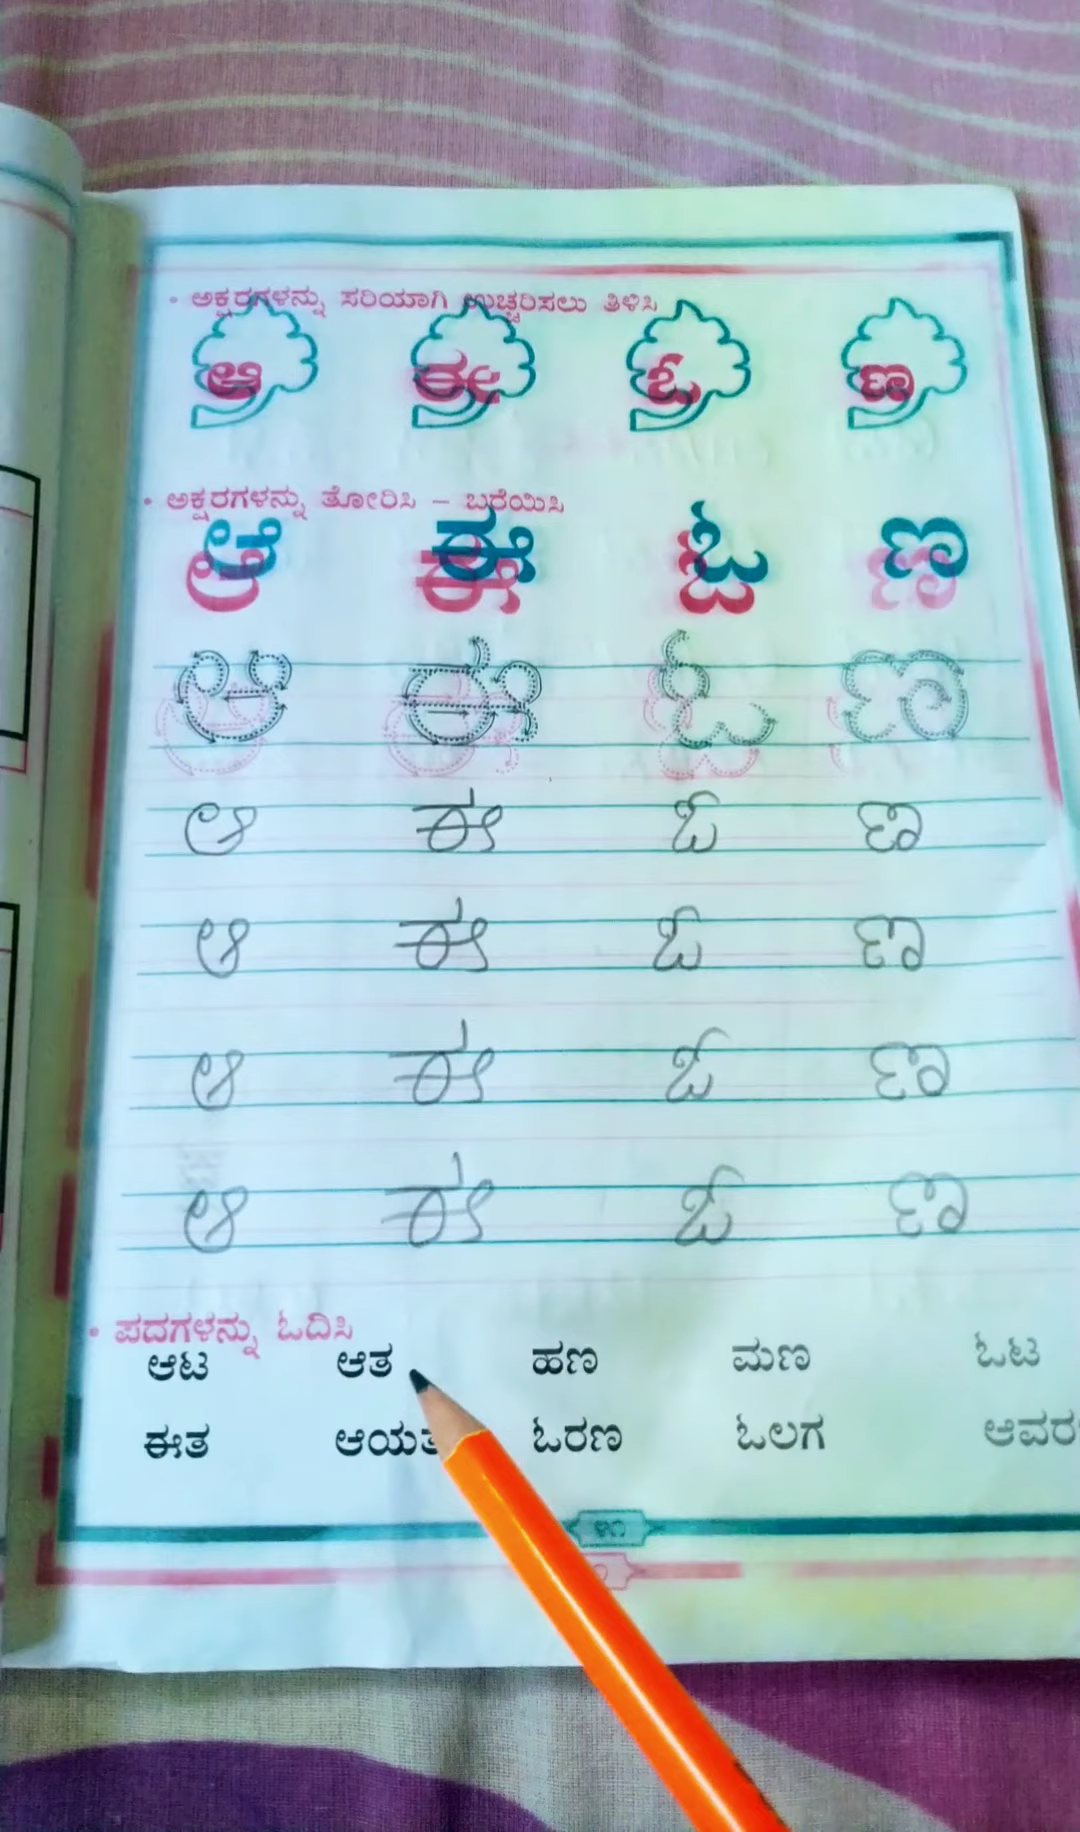 ಅಕ್ಷರಗಳನ್ನು ಸರಿಯಾಗಿ ಉಚ್ಚರಿಸಲು ತಿಳಿಸಿ
ಆ ಈ ಓ ಣ
ಅಕ್ಷರಗಳನ್ನು ತೋರಿಸಿ – ಬರೆಯಿಸಿ
ಆ ಈ ಓ ಣ
ಆ ಈ ಓ ಣ
ಆ ಈ ಓ ಣ
ಆ ಈ ಓ ಣ
ಆ ಈ ಓ ಣ
ಆ ಈ ಓ ಣ
ಪದಗಳನ್ನು ಓದಿಸಿ
ಆಟ ಆತ ಹಣ ಮಣ ಓಟ
ಈತ ಓರಣ ಓಲಗ